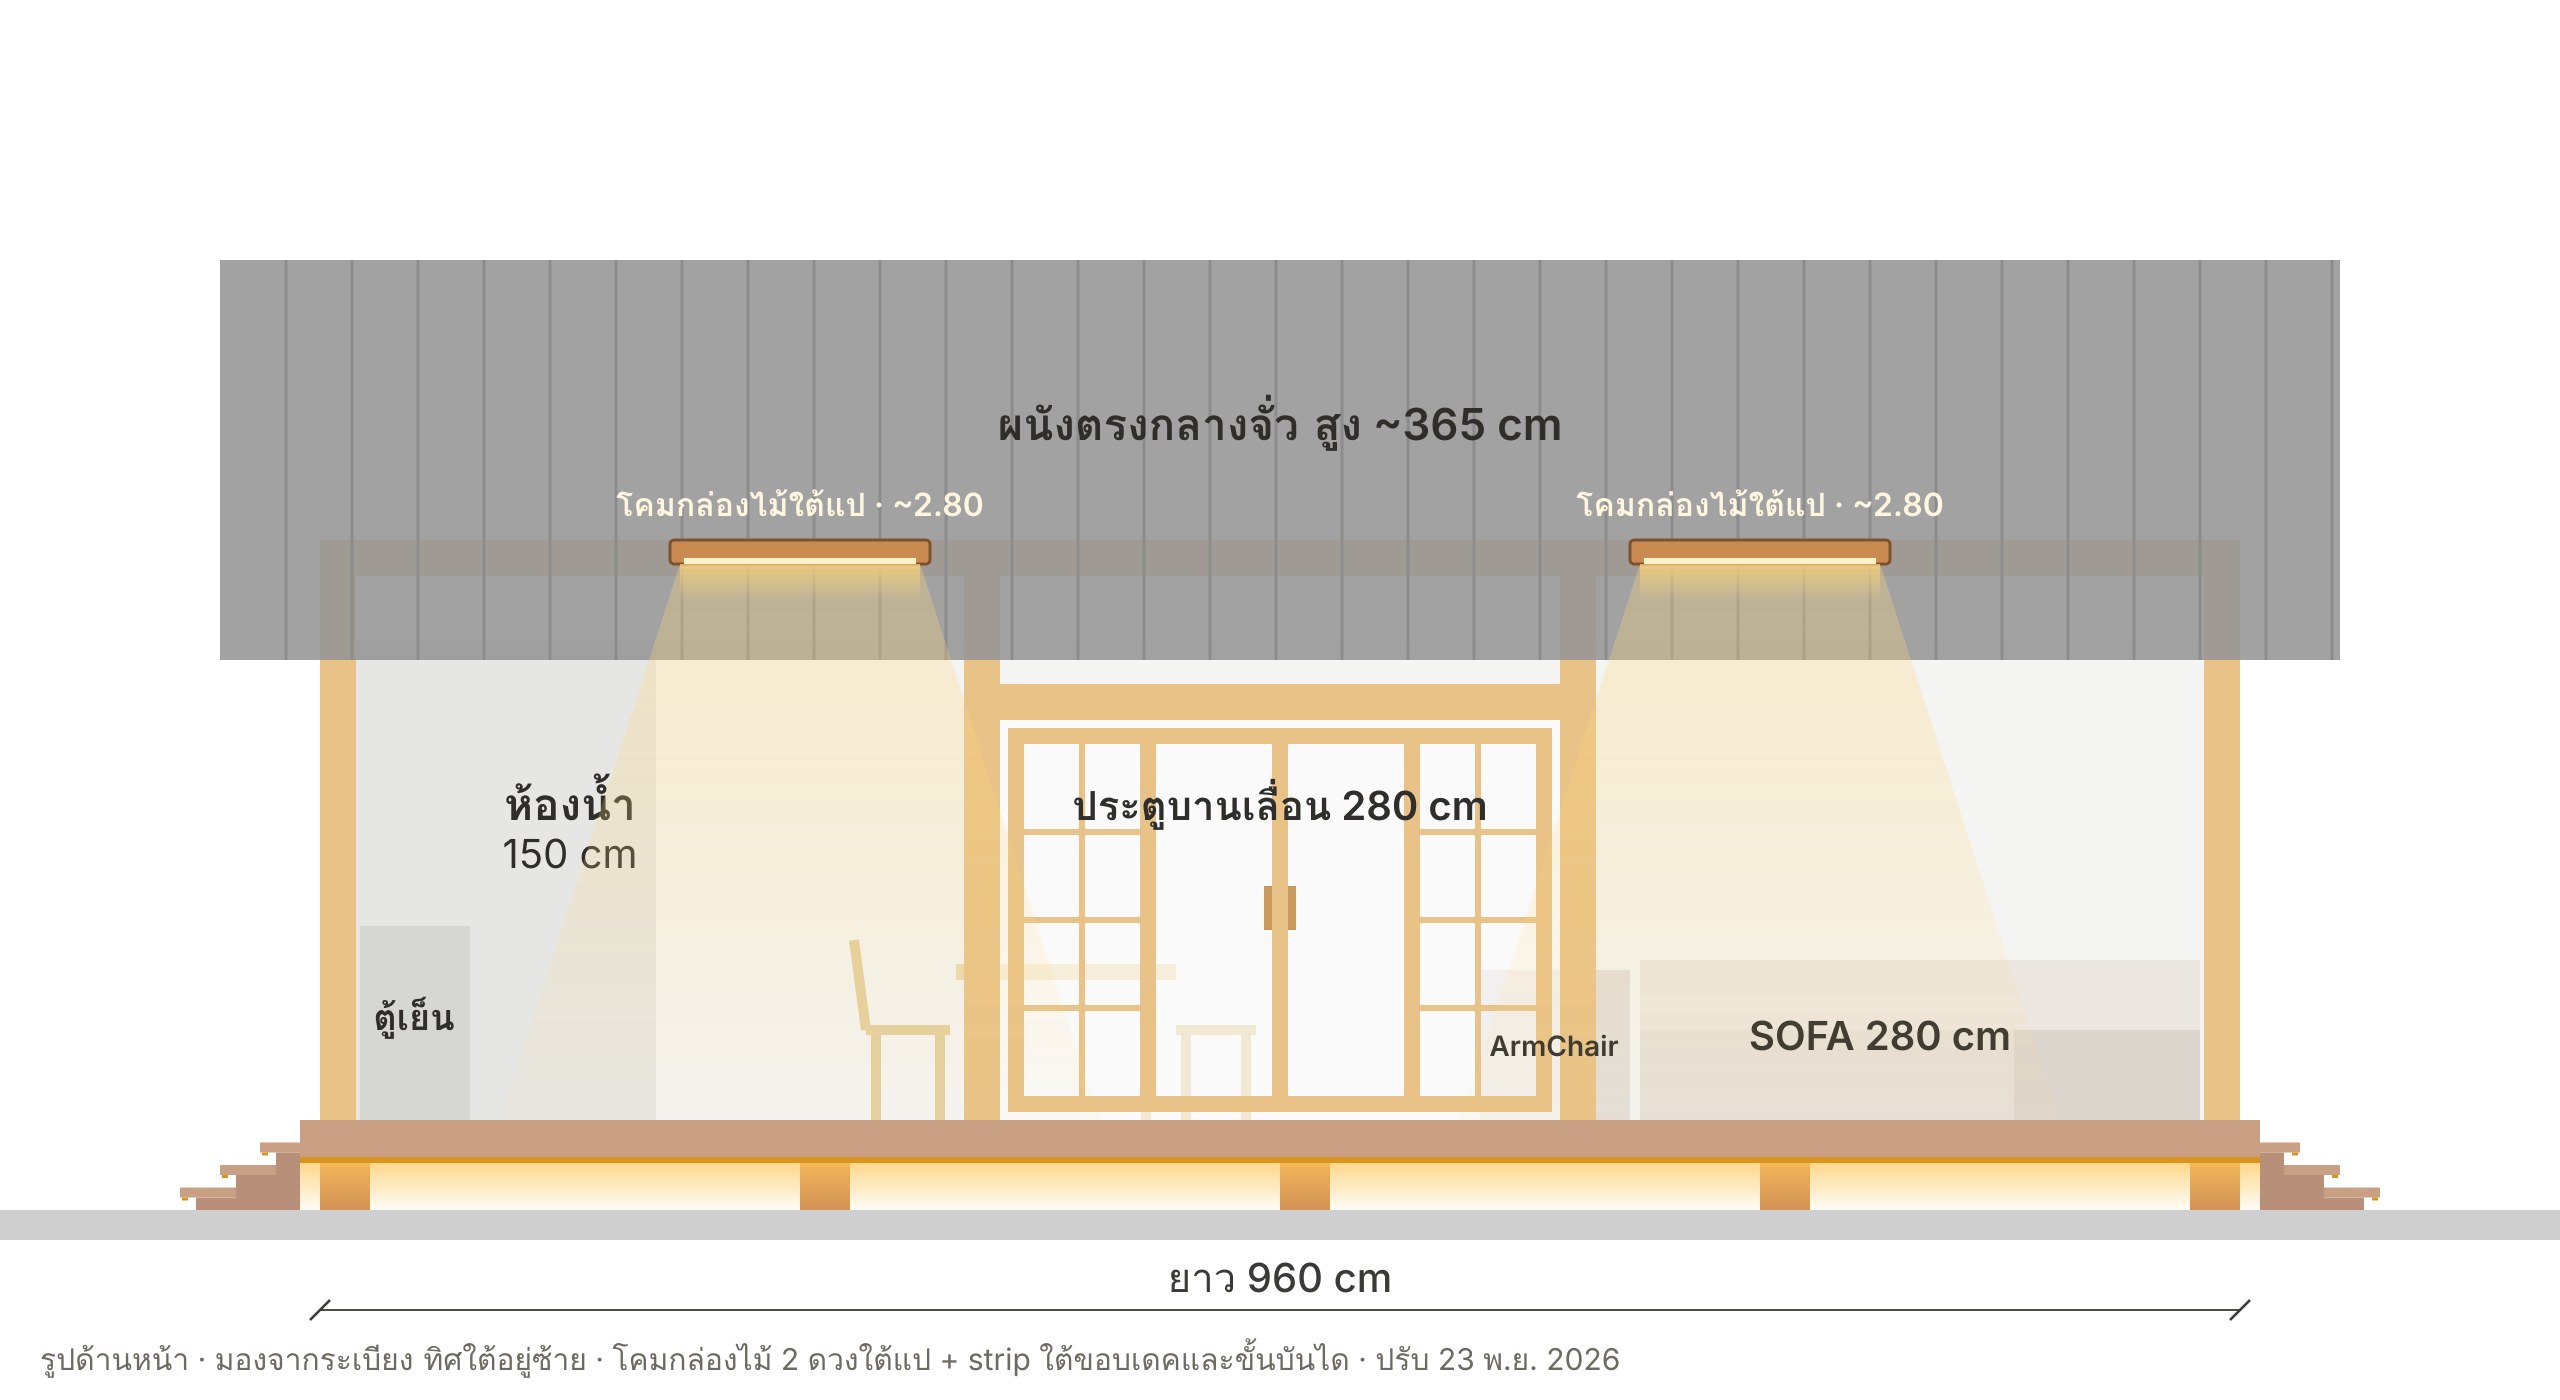 ผนังตรงกลางจั่ว สูง ~365 cm
โคมกล่องไม้ใต้แป · ~2.80
โคมกล่องไม้ใต้แป · ~2.80
ห้องน้ำ
150 cm
ประตูบานเลื่อน 280 cm
ตู้เย็น
ArmChair
SOFA 280 cm
ยาว 960 cm
รูปด้านหน้า · มองจากระเบียง ทิศใต้อยู่ซ้าย · โคมกล่องไม้ 2 ดวงใต้แป + strip ใต้ขอบเดคและขั้นบันได · ปรับ 23 พ.ย. 2026